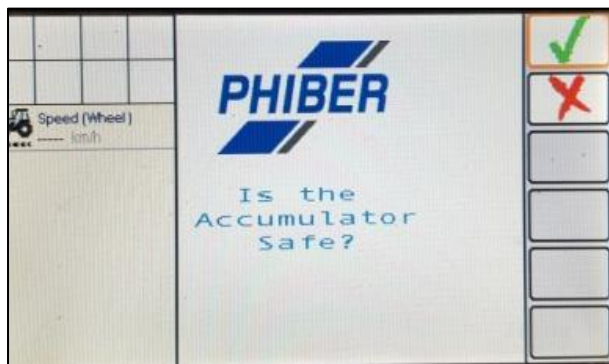 Speed (Wheel)
----- km/h
PHIBER
Is the
Accumulator
Safe?